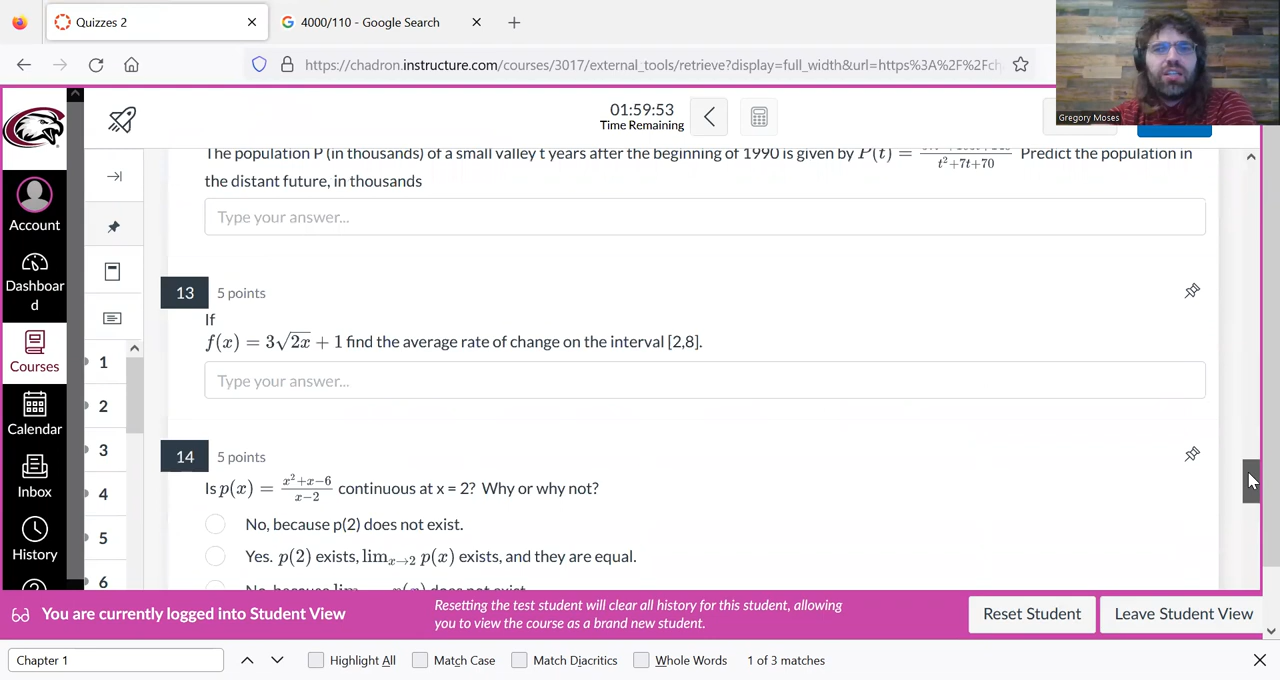 Quizzes 2
4000/110 - Google Search
https://chadron.instructure.com/courses/3017/external_tools/retrieve?display=full_width&url=https%3A%2F%2Fch
Gregory Moses
01:59:53
Time Remaining
Account
Dashboar
d
Courses
Calendar
Inbox
History
1
2
3
4
5
6
The population P (in thousands) of a small valley t years after the beginning of 1990 is given by P(t) = / t²+7t+70 Predict the population in
the distant future, in thousands
Type your answer...
13 5 points
If
f(x) = 3√2x + 1 find the average rate of change on the interval [2,8].
Type your answer...
14 5 points
Is p(x) = x²+x−6 / x−2 continuous at x = 2? Why or why not?
No, because p(2) does not exist.
Yes. p(2) exists, lim x→2 p(x) exists, and they are equal.
No, because lim p(x) does not exist
You are currently logged into Student View
Resetting the test student will clear all history for this student, allowing
you to view the course as a brand new student.
Reset Student
Leave Student View
Chapter 1
Highlight All
Match Case
Match Diacritics
Whole Words
1 of 3 matches